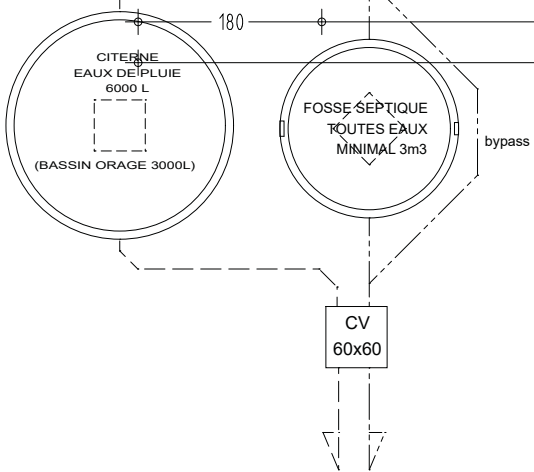 180
CITERNE
EAUX DE PLUIE
6000 L
(BASSIN ORAGE 3000L)
FOSSE SEPTIQUE
TOUTES EAUX
MINIMAL 3m3
bypass
CV
60x60